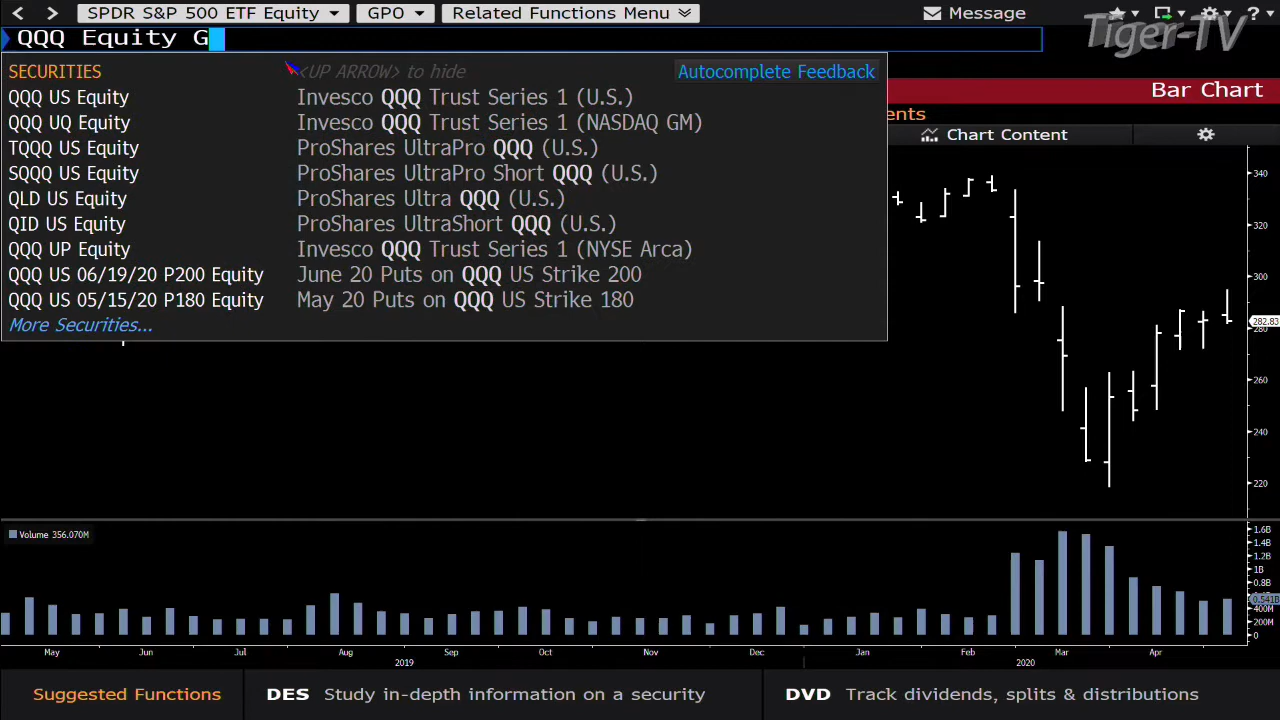 SPDR S&P 500 ETF Equity GPO Related Functions Menu Message ?
QQQ Equity G
Tiger-TV
SECURITIES <UP ARROW> to hide Autocomplete Feedback
QQQ US Equity Invesco QQQ Trust Series 1 (U.S.)
Bar Chart
QQQ UQ Equity Invesco QQQ Trust Series 1 (NASDAQ GM)
ents
TQQQ US Equity ProShares UltraPro QQQ (U.S.)
Chart Content
SQQQ US Equity ProShares UltraPro Short QQQ (U.S.)
QLD US Equity ProShares Ultra QQQ (U.S.)
QID US Equity ProShares UltraShort QQQ (U.S.)
QQQ UP Equity Invesco QQQ Trust Series 1 (NYSE Arca)
QQQ US 06/19/20 P200 Equity June 20 Puts on QQQ US Strike 200
QQQ US 05/15/20 P180 Equity May 20 Puts on QQQ US Strike 180
More Securities...
340
320
300
282.83
280
260
240
220
Volume 356.070M
1.6B
1.4B
1.2B
1B
0.8B
0.541B
400M
200M
0
May Jun Jul Aug Sep Oct Nov Dec Jan Feb Mar Apr
2019 2020
Suggested Functions DES Study in-depth information on a security DVD Track dividends, splits & distributions